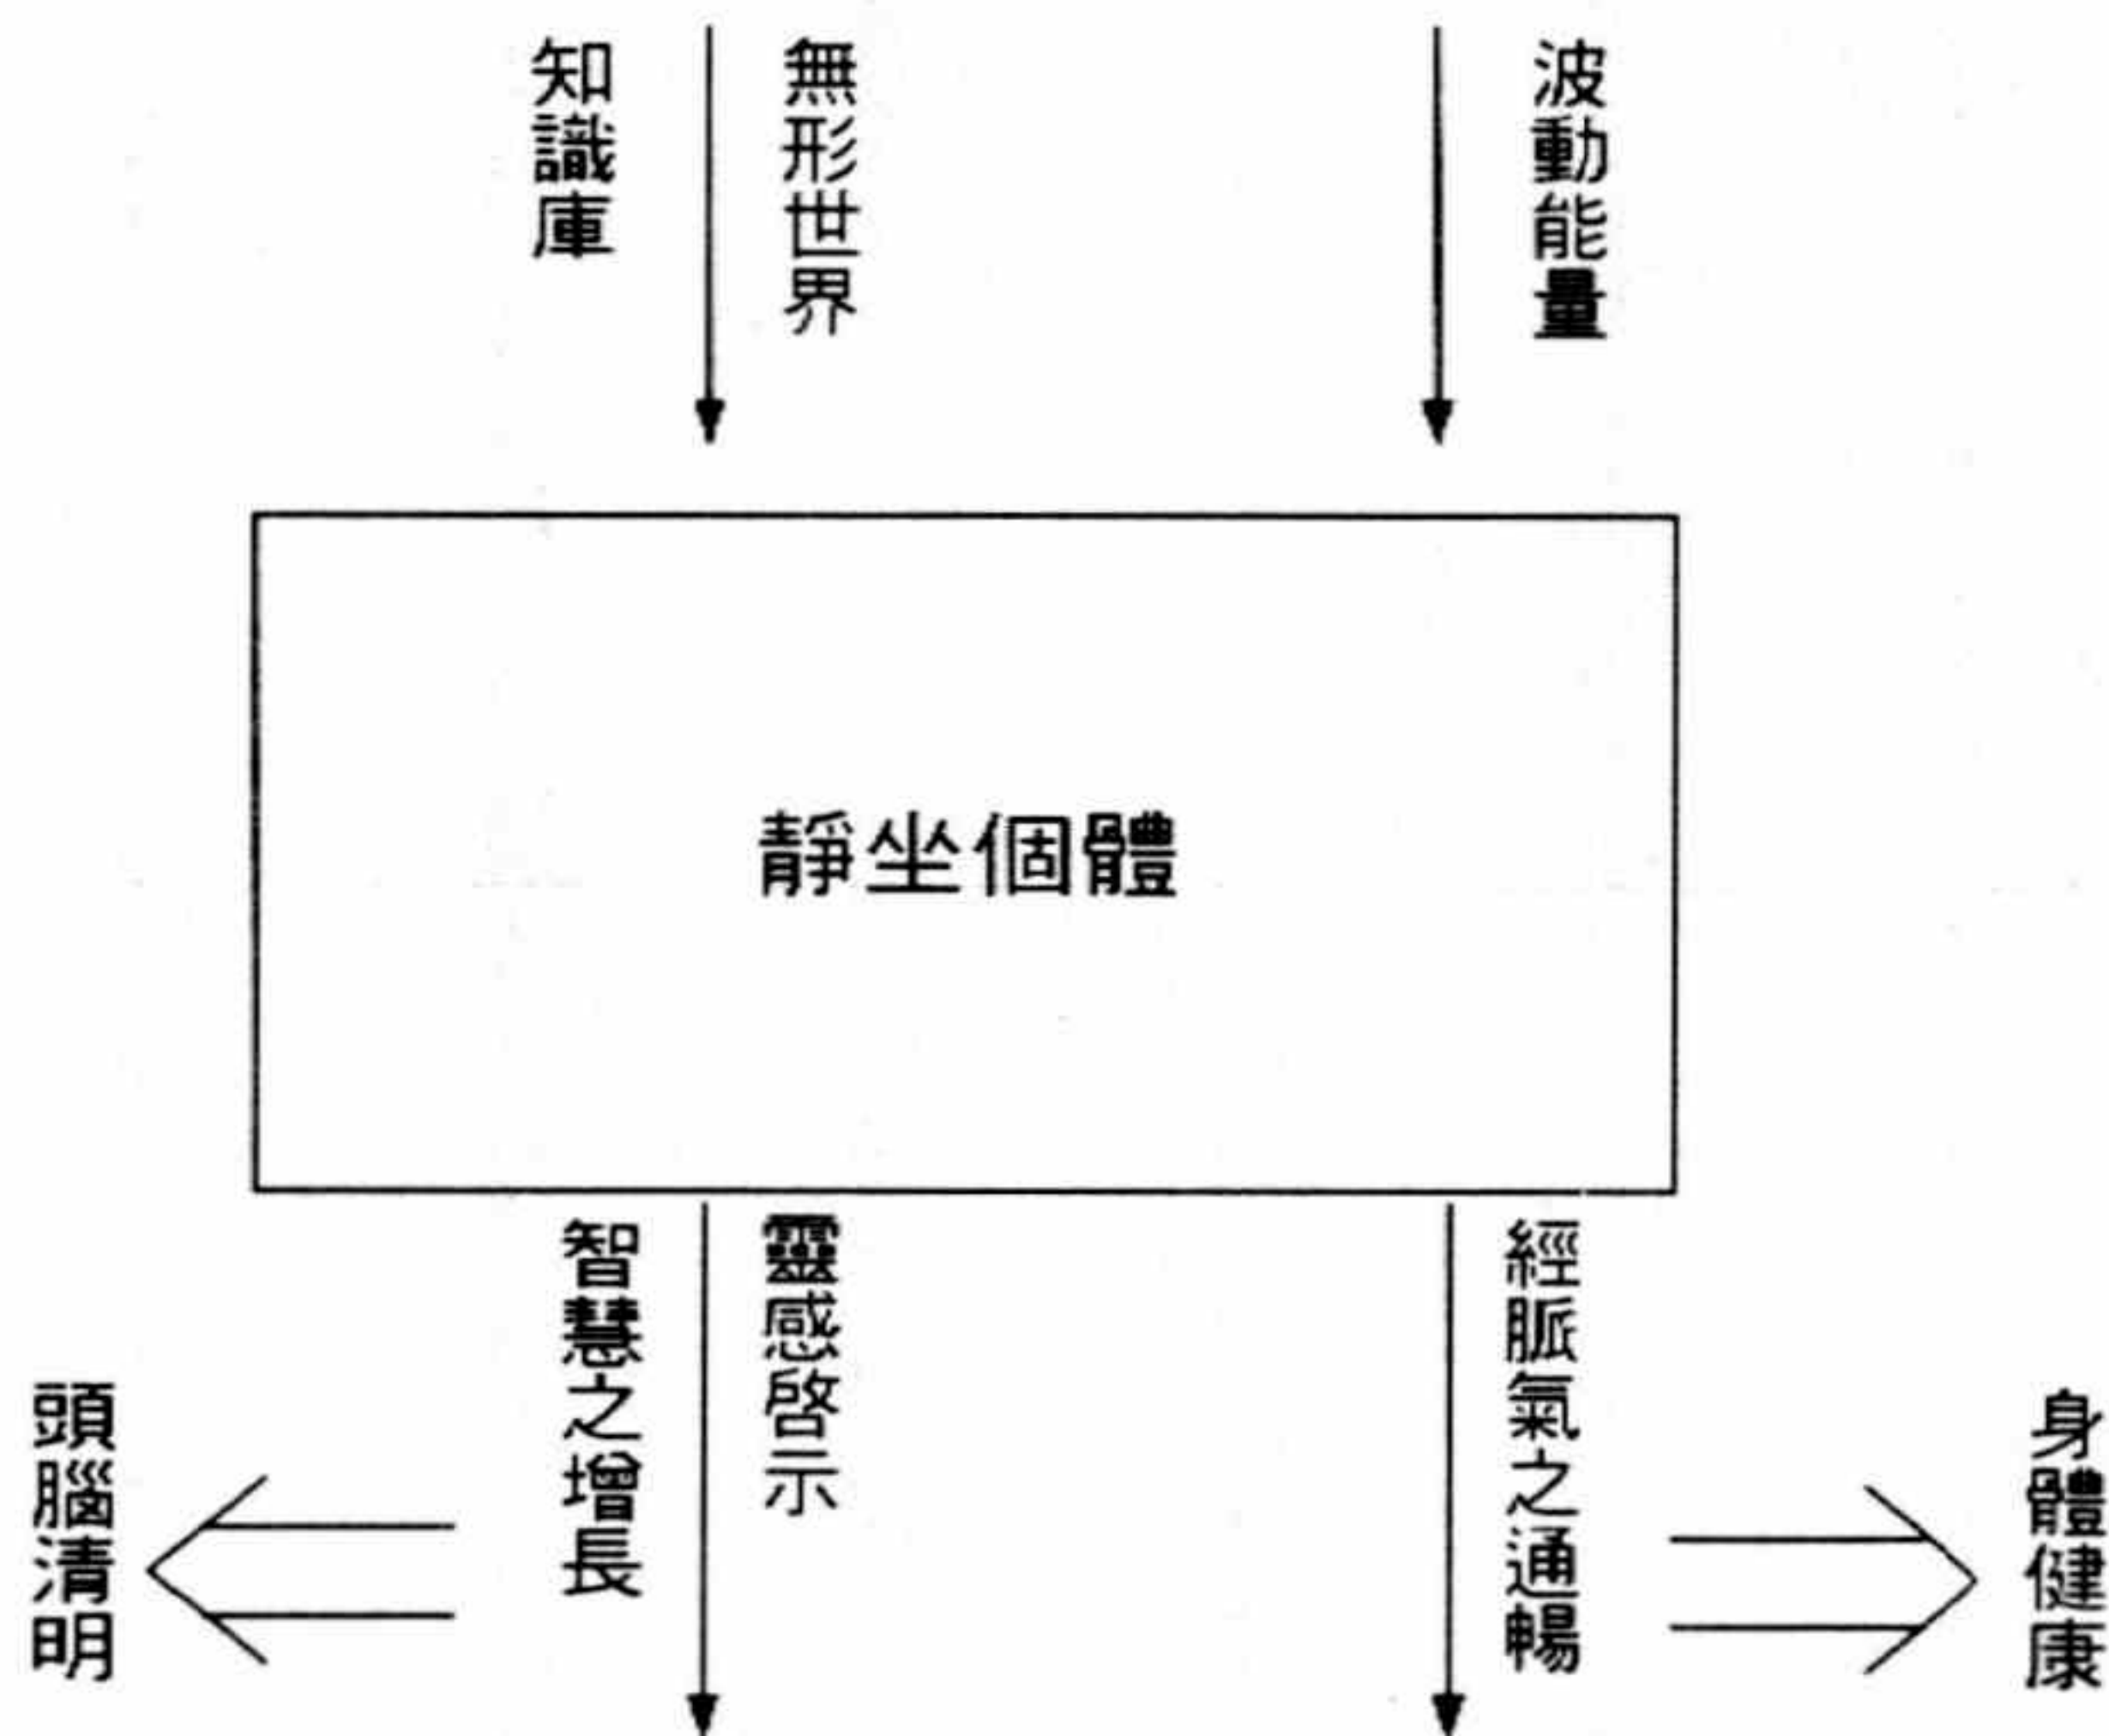 波動能量
無形世界
知識庫
靜坐個體
身體健康
經脈氣之通暢
靈感啓示
智慧之增長
頭腦清明